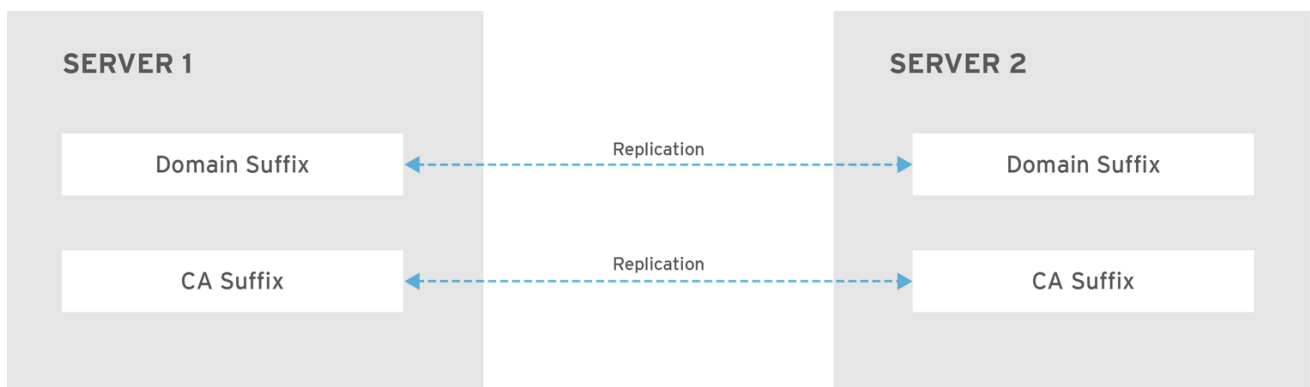 SERVER 1
SERVER 2
Domain Suffix
Replication
Domain Suffix
CA Suffix
Replication
CA Suffix